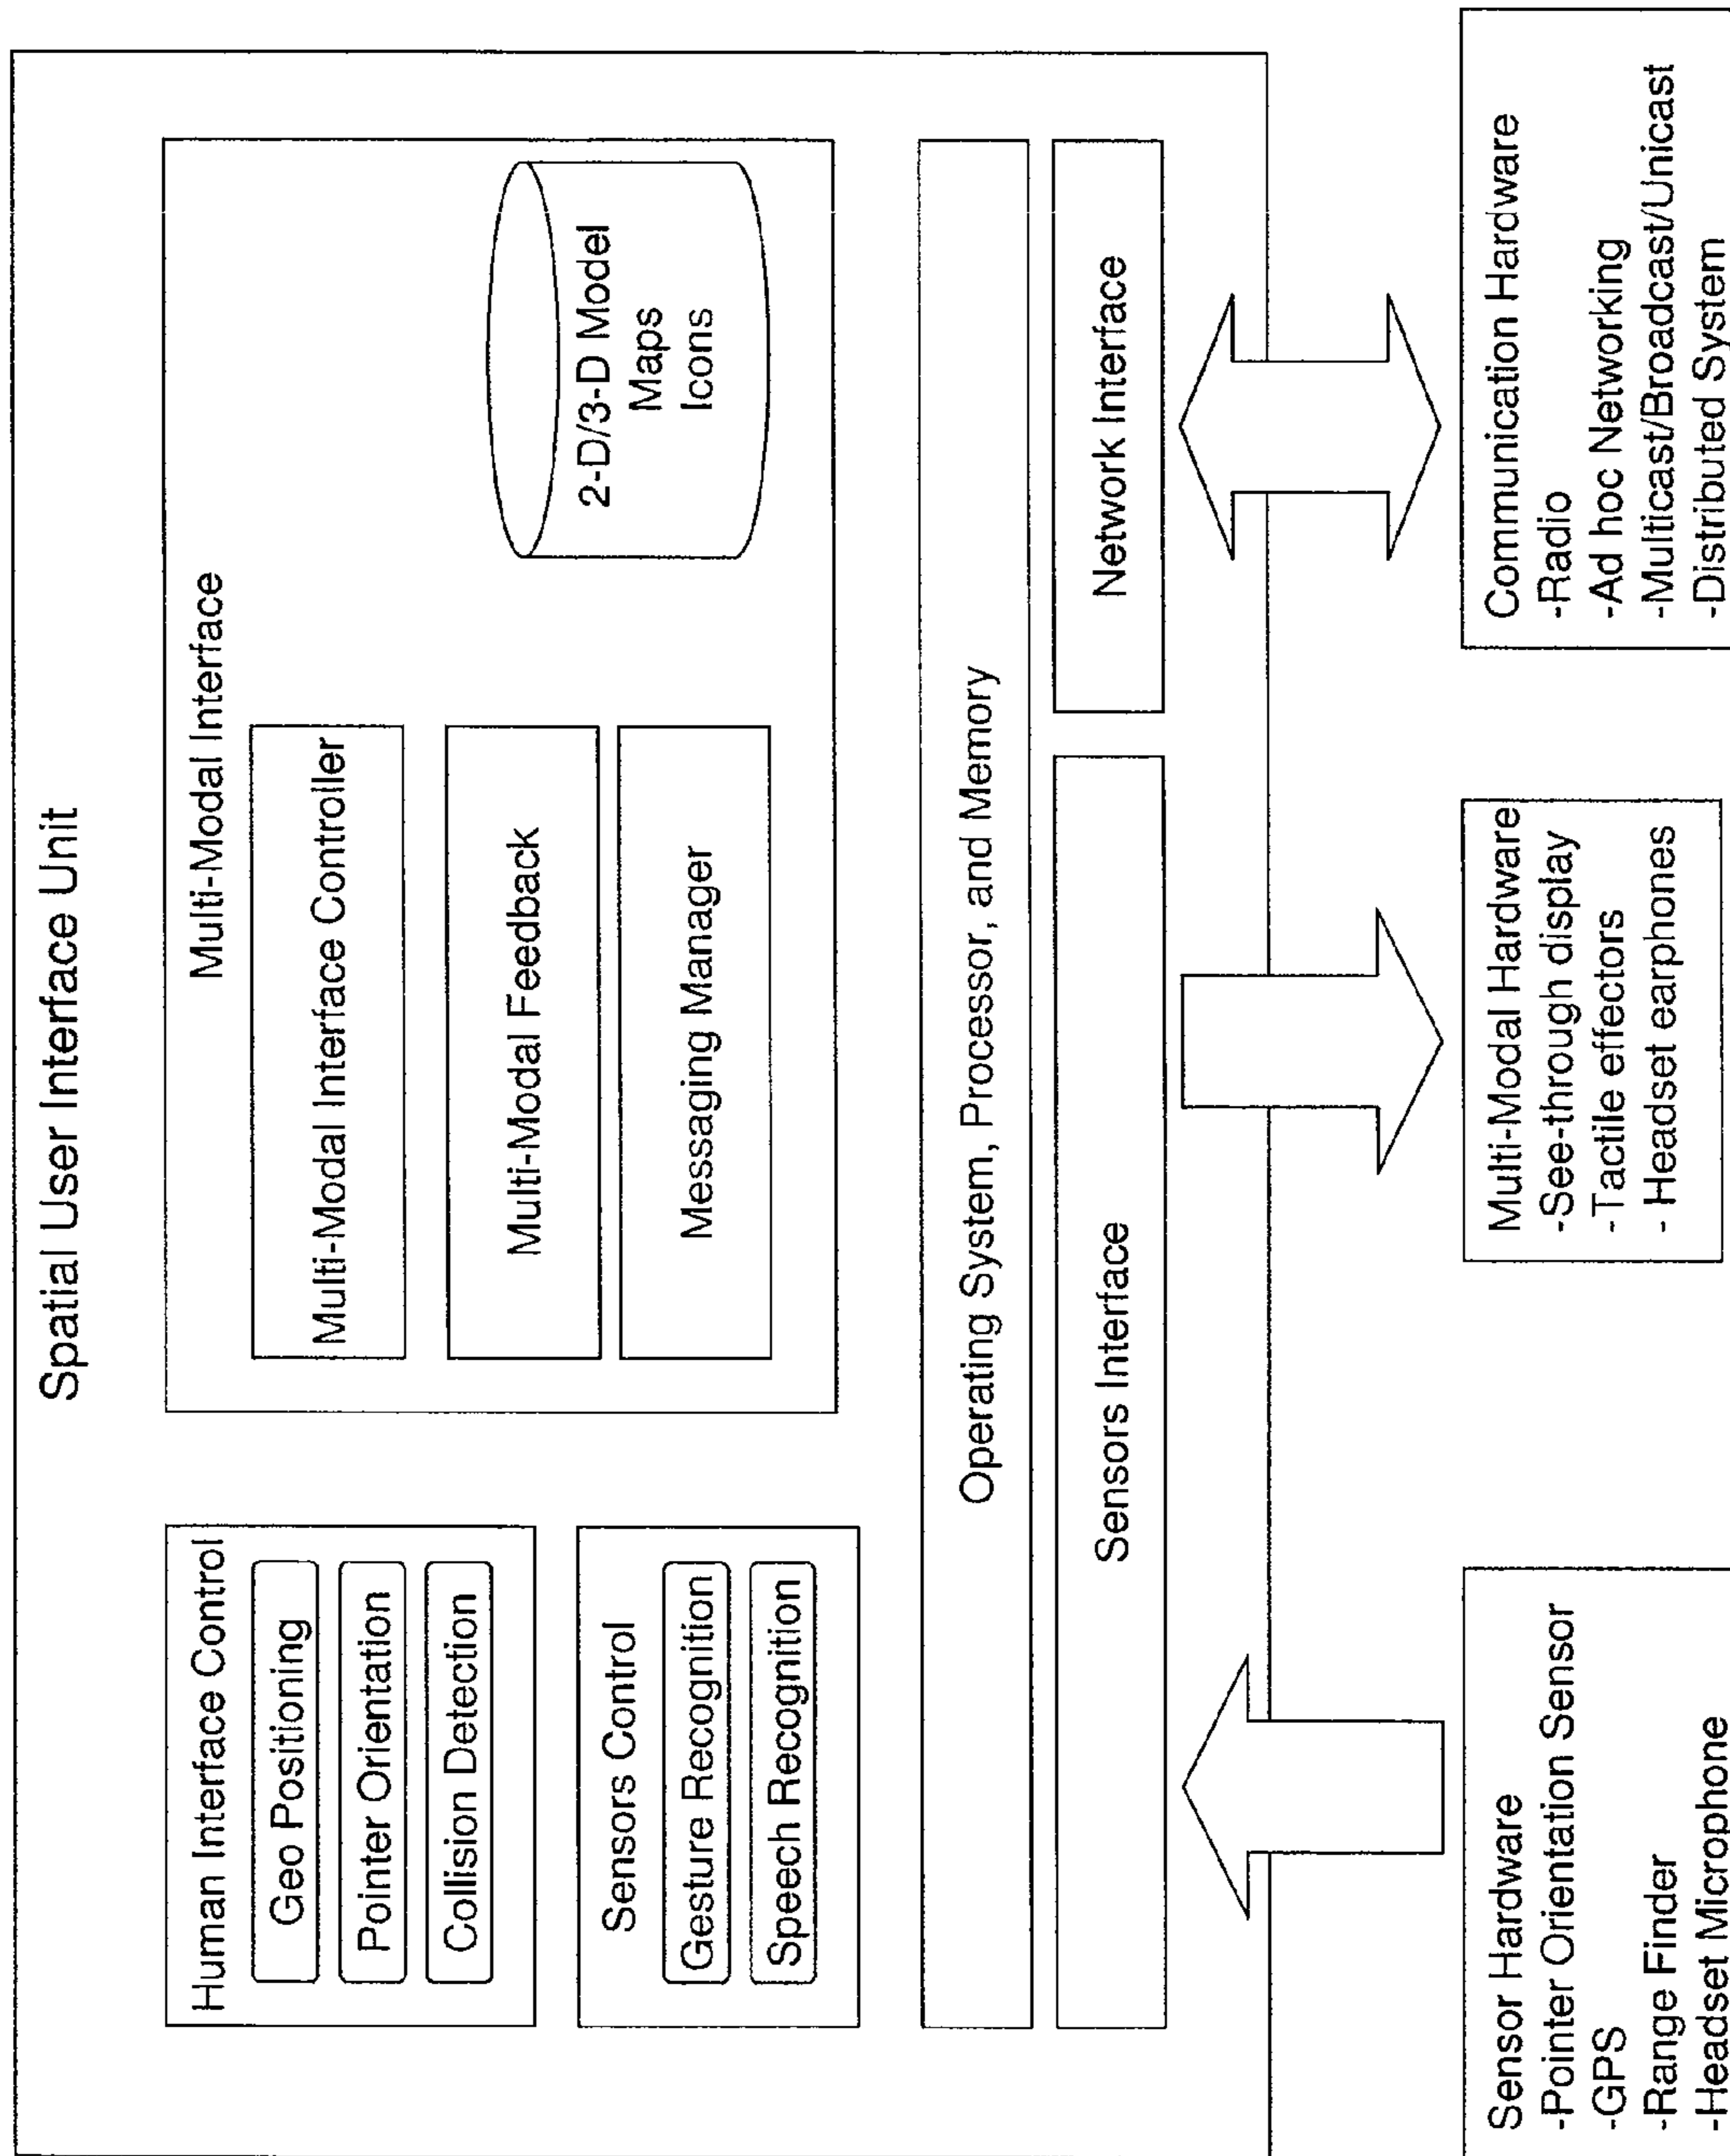 Spatial User Interface Unit
Human Interface Control
Geo Positioning
Pointer Orientation
Collision Detection
Sensors Control
Gesture Recognition
Speech Recognition
Multi-Modal Interface
Multi-Modal Interface Controller
Multi-Modal Feedback
Messaging Manager
2-D/3-D Model
Maps
Icons
Operating System, Processor, and Memory
Sensors Interface
Network Interface
Sensor Hardware
-Pointer Orientation Sensor
-GPS
-Range Finder
-Headset Microphone
Multi-Modal Hardware
-See-through display
-Tactile effectors
- Headset earphones
Communication Hardware
-Radio
-Ad hoc Networking
-Multicast/Broadcast/Unicast
-Distributed System